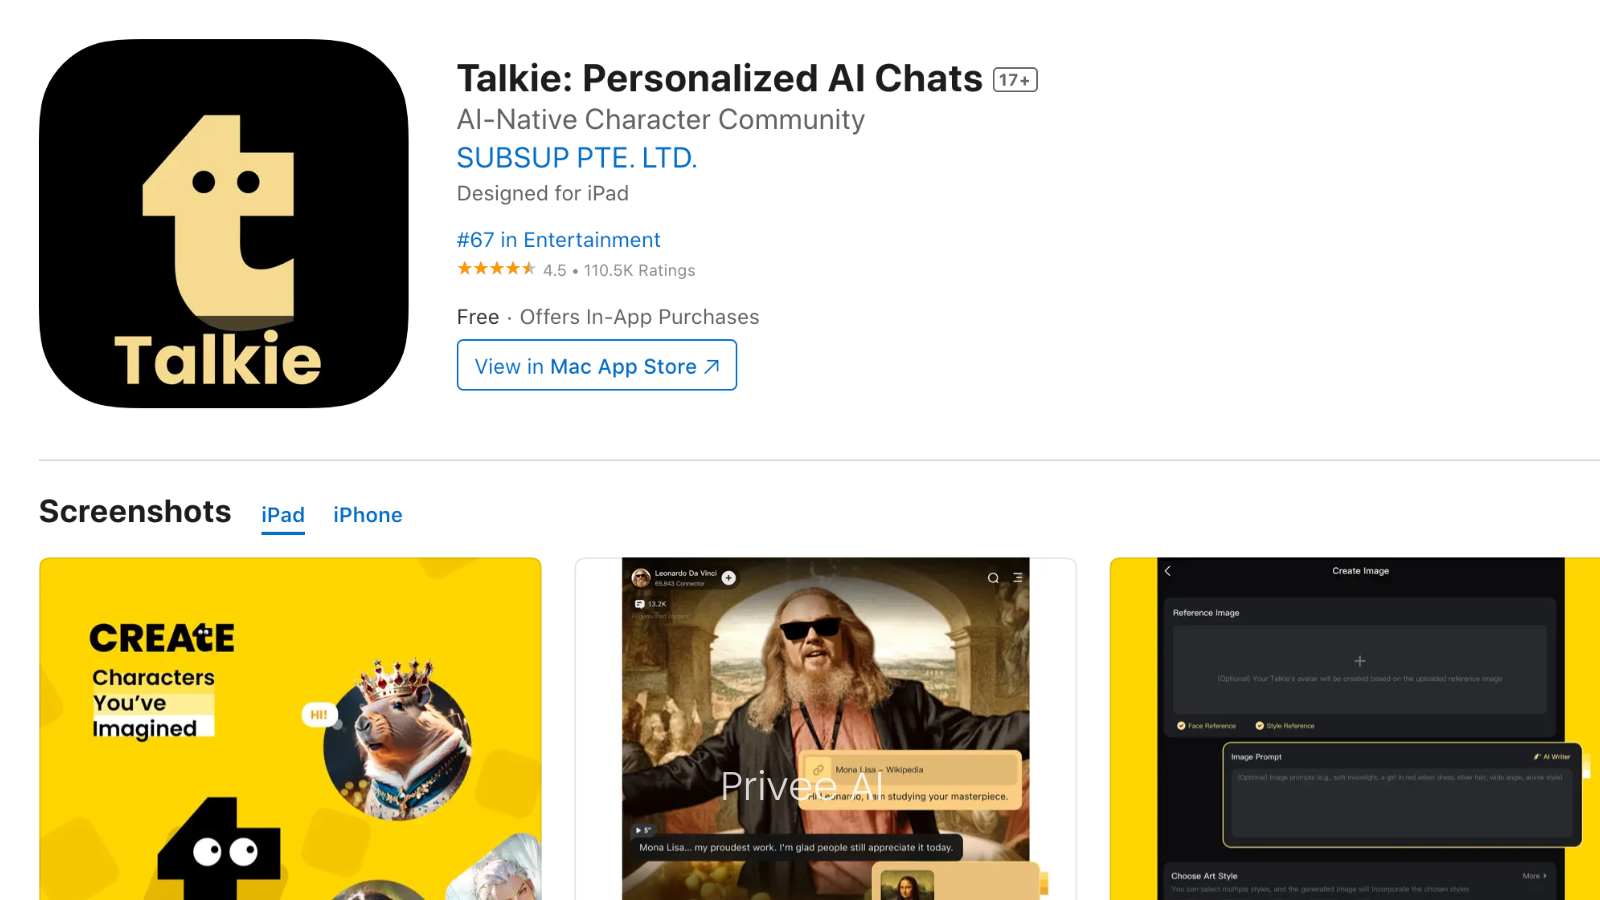 Talkie
Talkie: Personalized AI Chats 17+
AI-Native Character Community
SUBSUP PTE. LTD.
Designed for iPad
#67 in Entertainment
4.5 • 110.5K Ratings
Free · Offers In-App Purchases
View in Mac App Store
Screenshots iPad iPhone
CREAtE
Characters
You've
Imagined
HI!
Leonardo Da Vinci
65,843 Connector
13.2K
AI generated content
Mona Lisa – Wikipedia
I am studying your masterpiece.
Privee AI
5"
Mona Lisa... my proudest work. I'm glad people still appreciate it today.
Create Image
Reference Image
(Optional) Your Talkie's avatar will be created based on the uploaded reference image
Face Reference Style Reference
Image Prompt AI Writer
(Optional) Image prompts (e.g., soft moonlight, a girl in red velvet dress, silver hair, wide angle, anime style)
Choose Art Style More
You can select multiple styles, and the generated image will incorporate the chosen styles